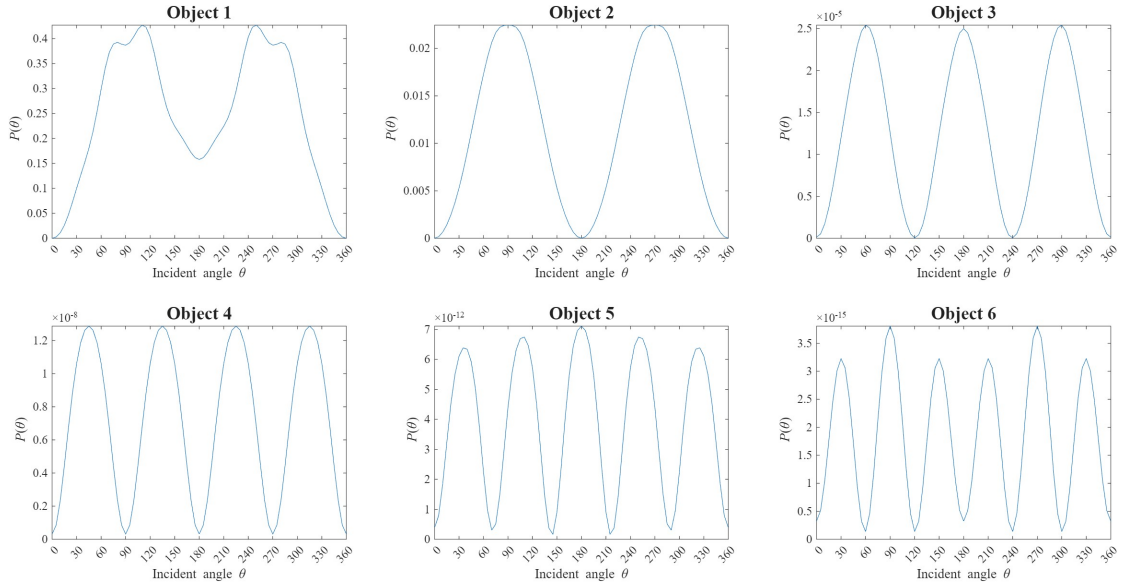 Object 1
P(θ)
0.4
0.35
0.3
0.25
0.2
0.15
0.1
0.05
0
0 30 60 90 120 150 180 210 240 270 300 330 360
Incident angle θ
Object 2
P(θ)
0.02
0.015
0.01
0.005
0
0 30 60 90 120 150 180 210 240 270 300 330 360
Incident angle θ
Object 3
×10-5
P(θ)
2.5
2
1.5
1
0.5
0
0 30 60 90 120 150 180 210 240 270 300 330 360
Incident angle θ
Object 4
×10-8
P(θ)
1.2
1
0.8
0.6
0.4
0.2
0 30 60 90 120 150 180 210 240 270 300 330 360
Incident angle θ
Object 5
×10-12
P(θ)
7
6
5
4
3
2
1
0
0 30 60 90 120 150 180 210 240 270 300 330 360
Incident angle θ
Object 6
×10-15
P(θ)
3.5
3
2.5
2
1.5
1
0.5
0 30 60 90 120 150 180 210 240 270 300 330 360
Incident angle θ